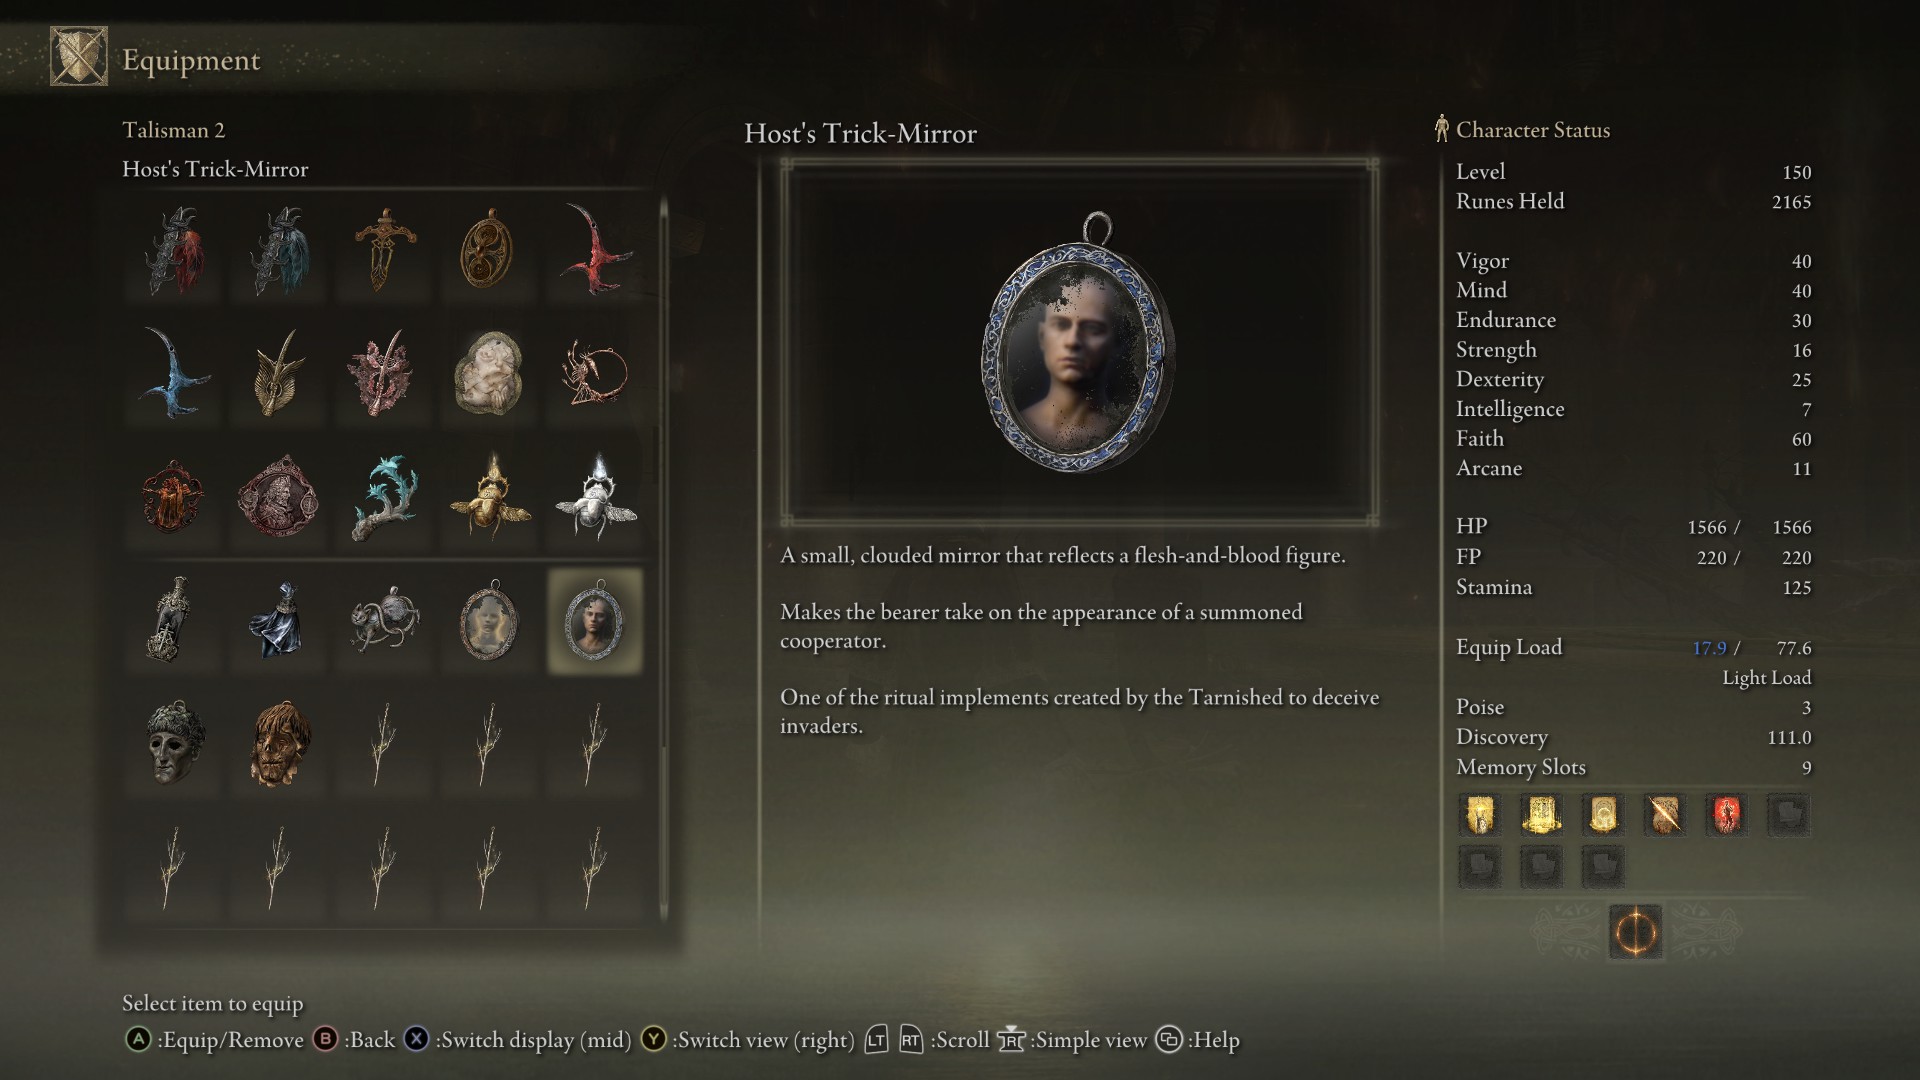 Equipment
Talisman 2
Host's Trick-Mirror
Host's Trick-Mirror
A small, clouded mirror that reflects a flesh-and-blood figure.
Makes the bearer take on the appearance of a summoned
cooperator.
One of the ritual implements created by the Tarnished to deceive
invaders.
Character Status
Level 150
Runes Held 2165
Vigor 40
Mind 40
Endurance 30
Strength 16
Dexterity 25
Intelligence 7
Faith 60
Arcane 11
HP 1566 / 1566
FP 220 / 220
Stamina 125
Equip Load 17.9 / 77.6
Light Load
Poise 3
Discovery 111.0
Memory Slots 9
Select item to equip
A :Equip/Remove B :Back X :Switch display (mid) Y :Switch view (right) LT RT :Scroll R :Simple view :Help